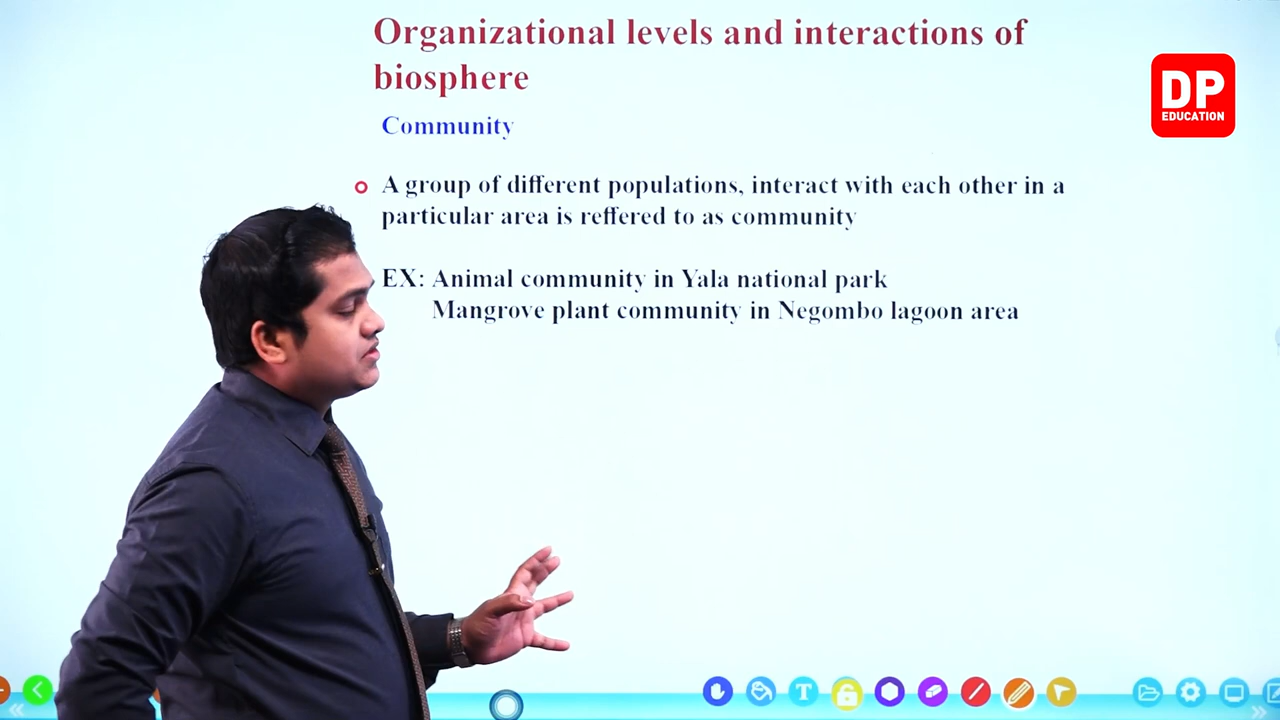 Organizational levels and interactions of
biosphere
DP
EDUCATION
Community
A group of different populations, interact with each other in a
particular area is reffered to as community
EX: Animal community in Yala national park
Mangrove plant community in Negombo lagoon area
T